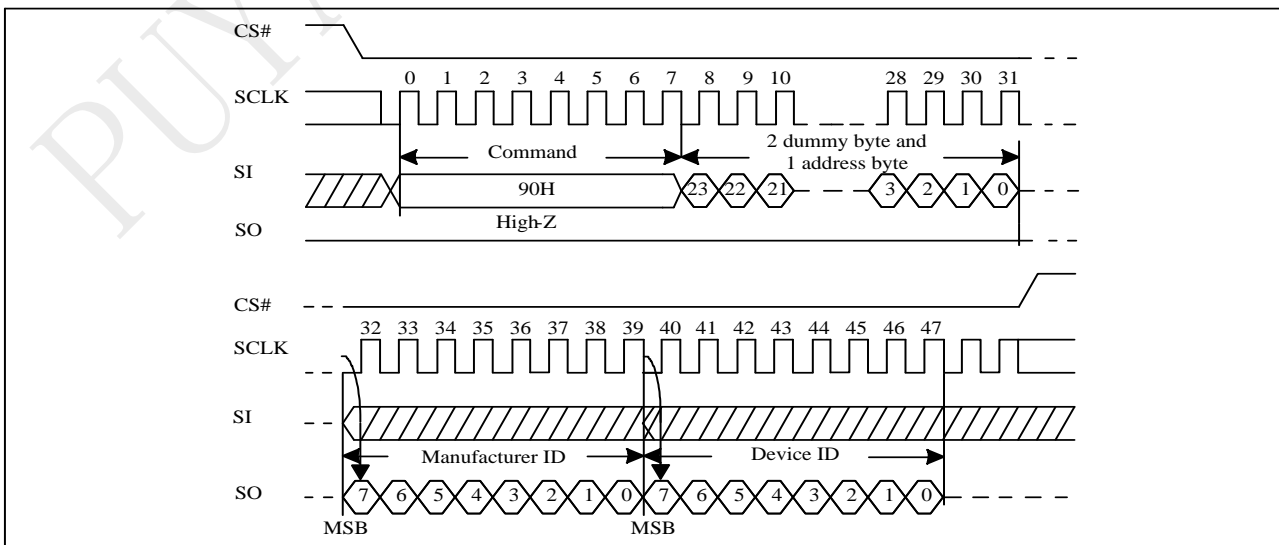 PUYA
CS#
0 1 2 3 4 5 6 7 8 9 10 28 29 30 31
SCLK
Command
2 dummy byte and
1 address byte
SI
90H 23 22 21 3 2 1 0
High-Z
SO
CS#
32 33 34 35 36 37 38 39 40 41 42 43 44 45 46 47
SCLK
SI
Manufacturer ID Device ID
SO
7 6 5 4 3 2 1 0 7 6 5 4 3 2 1 0
MSB MSB